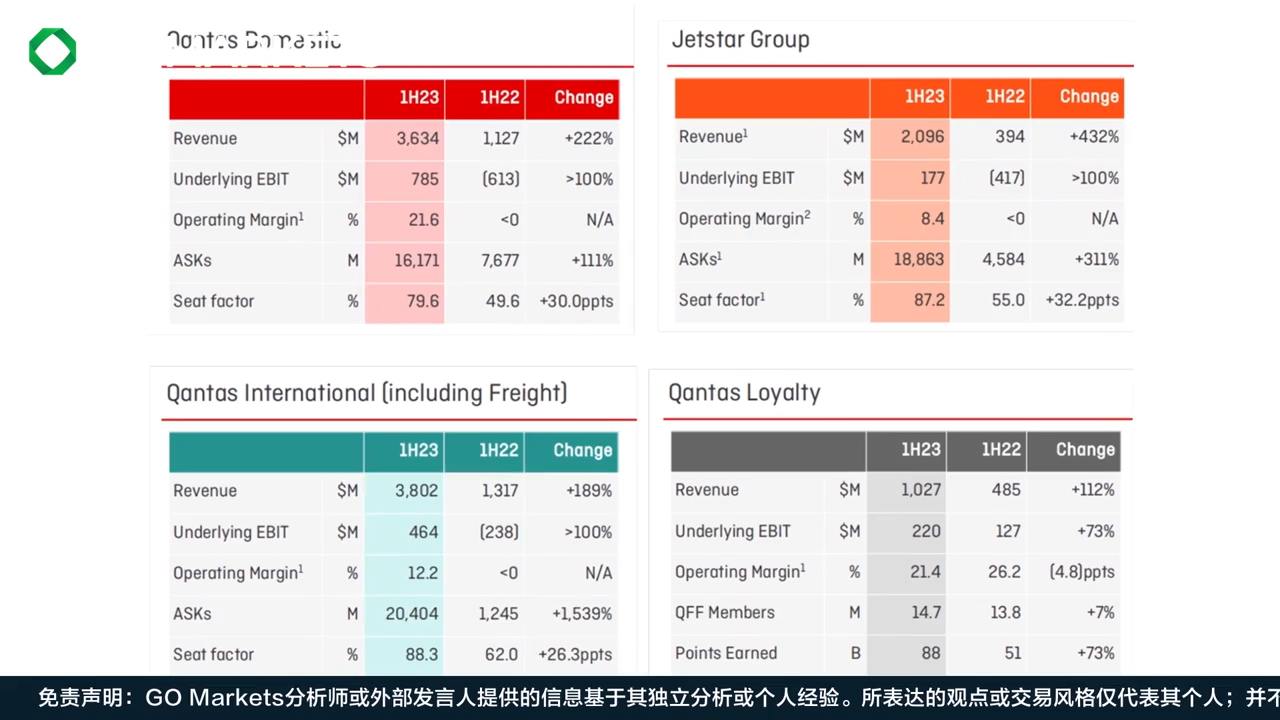 Qantas Domestic
1H23 1H22 Change
Revenue $M 3,634 1,127 +222%
Underlying EBIT $M 785 (613) >100%
Operating Margin¹ % 21.6 <0 N/A
ASKs M 16,171 7,677 +111%
Seat factor % 79.6 49.6 +30.0ppts
Jetstar Group
1H23 1H22 Change
Revenue¹ $M 2,096 394 +432%
Underlying EBIT $M 177 (417) >100%
Operating Margin² % 8.4 <0 N/A
ASKs¹ M 18,863 4,584 +311%
Seat factor¹ % 87.2 55.0 +32.2ppts
Qantas International (including Freight)
1H23 1H22 Change
Revenue $M 3,802 1,317 +189%
Underlying EBIT $M 464 (238) >100%
Operating Margin¹ % 12.2 <0 N/A
ASKs M 20,404 1,245 +1,539%
Seat factor % 88.3 62.0 +26.3ppts
Qantas Loyalty
1H23 1H22 Change
Revenue $M 1,027 485 +112%
Underlying EBIT $M 220 127 +73%
Operating Margin¹ % 21.4 26.2 (4.8)ppts
QFF Members M 14.7 13.8 +7%
Points Earned B 88 51 +73%
免责声明：GO Markets分析师或外部发言人提供的信息基于其独立分析或个人经验。所表达的观点或交易风格仅代表其个人；并不